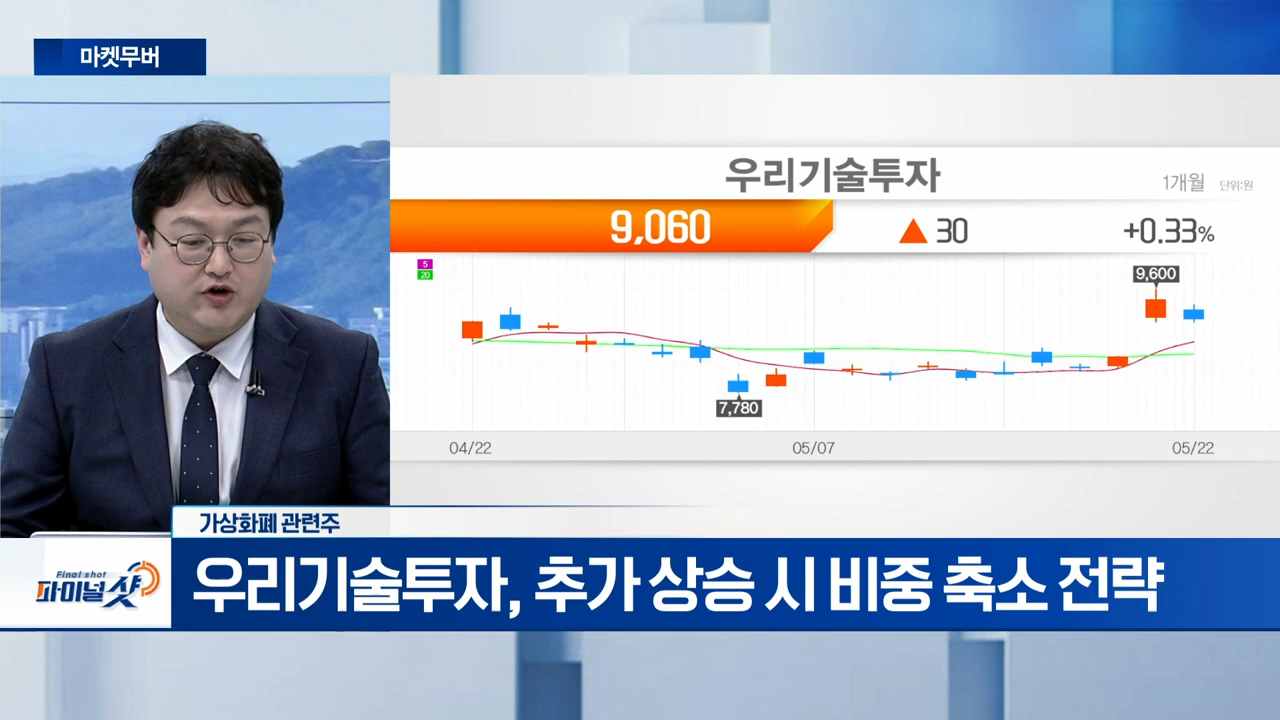 마켓무버
우리기술투자
1개월 단위:원
9,060 ▲ 30 +0.33%
5
20
9,600
7,780
04/22 05/07 05/22
가상화폐 관련주
Final shot
파이널샷
우리기술투자, 추가 상승 시 비중 축소 전략